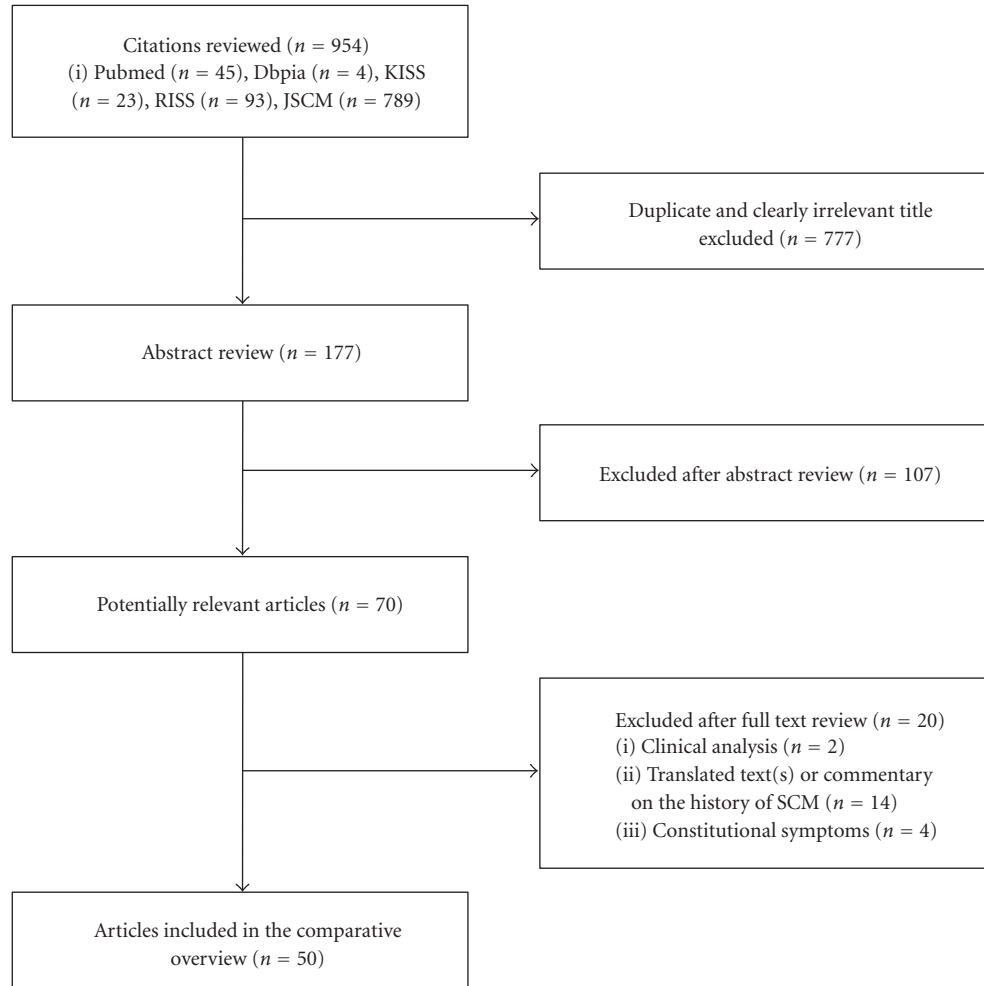 Citations reviewed (n = 954)
(i) Pubmed (n = 45), Dbpia (n = 4), KISS
(n = 23), RISS (n = 93), JSCM (n = 789)
Duplicate and clearly irrelevant title
excluded (n = 777)
Abstract review (n = 177)
Excluded after abstract review (n = 107)
Potentially relevant articles (n = 70)
Excluded after full text review (n = 20)
(i) Clinical analysis (n = 2)
(ii) Translated text(s) or commentary
on the history of SCM (n = 14)
(iii) Constitutional symptoms (n = 4)
Articles included in the comparative
overview (n = 50)